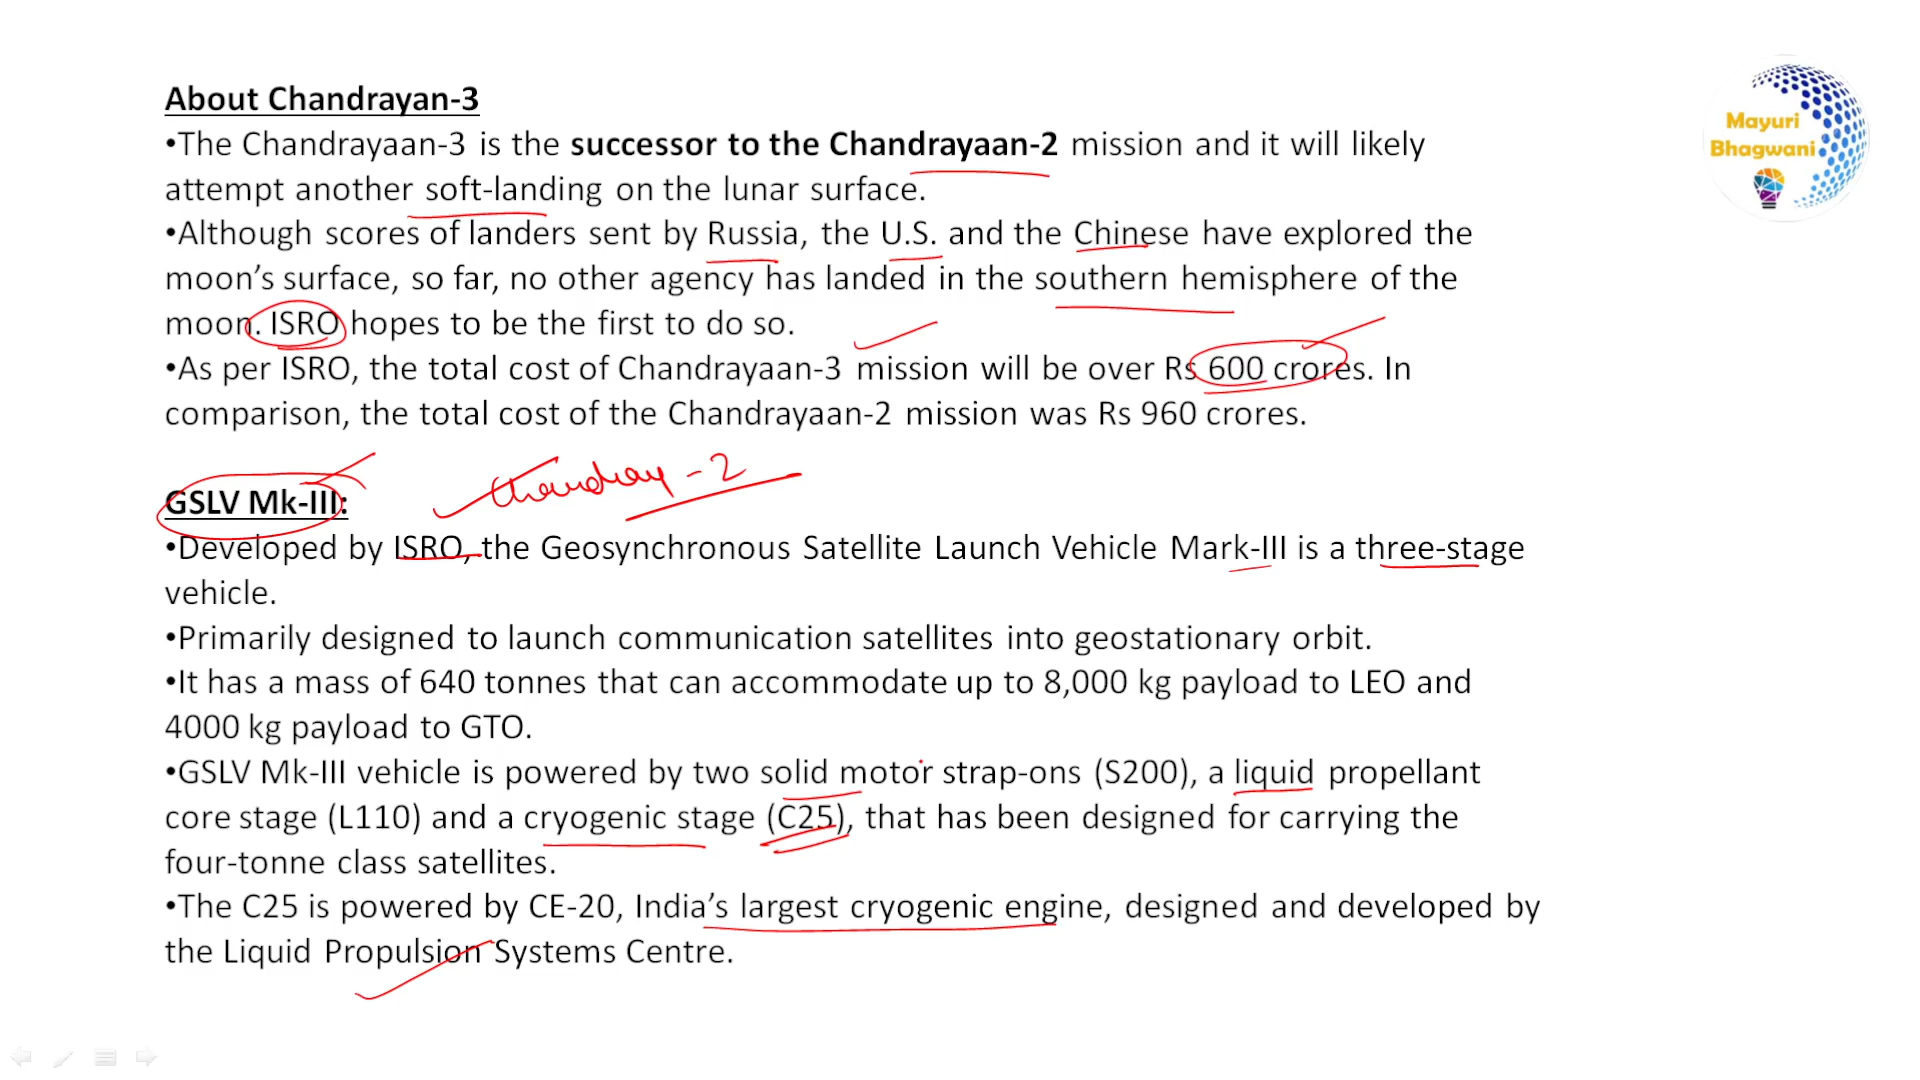 About Chandrayan-3
Mayuri
Bhagwani
•The Chandrayaan-3 is the successor to the Chandrayaan-2 mission and it will likely
attempt another soft-landing on the lunar surface.
•Although scores of landers sent by Russia, the U.S. and the Chinese have explored the
moon’s surface, so far, no other agency has landed in the southern hemisphere of the
moon. ISRO hopes to be the first to do so.
•As per ISRO, the total cost of Chandrayaan-3 mission will be over Rs 600 crores. In
comparison, the total cost of the Chandrayaan-2 mission was Rs 960 crores.
Chandray - 2
GSLV Mk-III:
•Developed by ISRO, the Geosynchronous Satellite Launch Vehicle Mark-III is a three-stage
vehicle.
•Primarily designed to launch communication satellites into geostationary orbit.
•It has a mass of 640 tonnes that can accommodate up to 8,000 kg payload to LEO and
4000 kg payload to GTO.
•GSLV Mk-III vehicle is powered by two solid motor strap-ons (S200), a liquid propellant
core stage (L110) and a cryogenic stage (C25), that has been designed for carrying the
four-tonne class satellites.
•The C25 is powered by CE-20, India’s largest cryogenic engine, designed and developed by
the Liquid Propulsion Systems Centre.